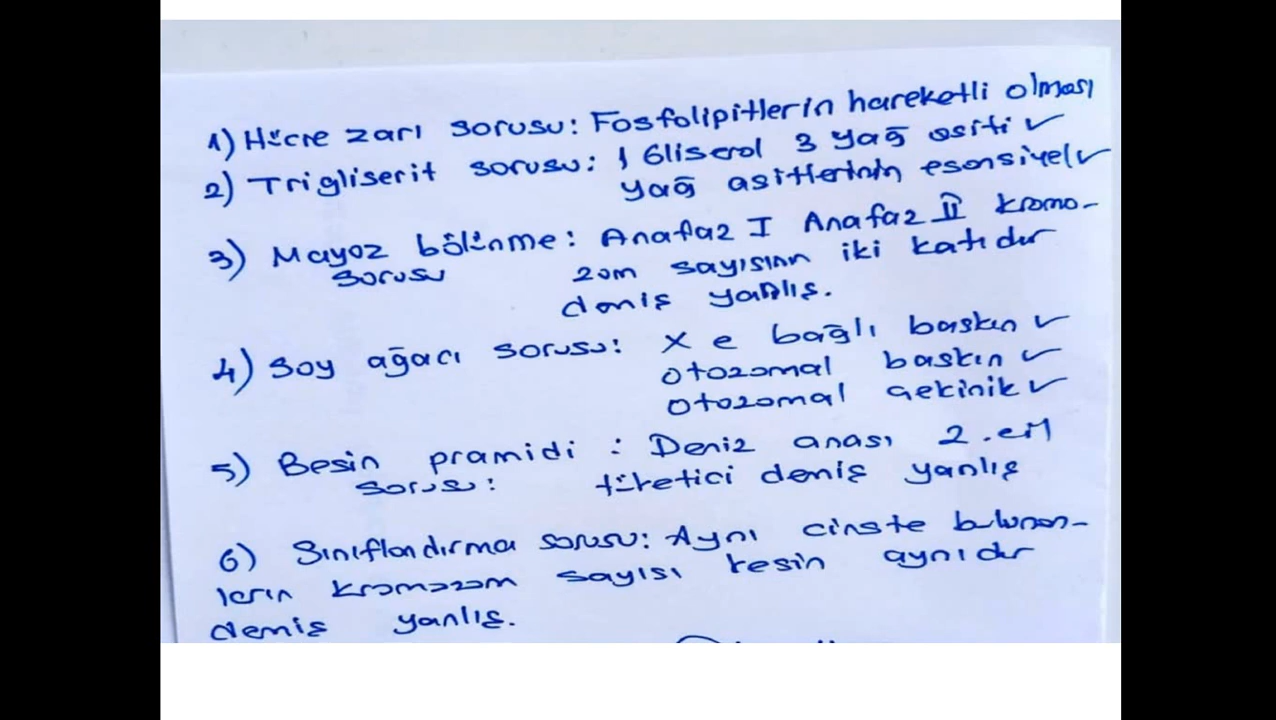 1) Hücre zarı sorusu: Fosfolipitlerin hareketli olması
2) Trigliserit sorusu: 1 Gliserol 3 yağ asiti ✓
yağ asitlerinin esensiyel ✓
3) Mayoz bölünme: Anafaz I Anafaz II kromo-
sorusu zom sayısının iki katıdır
demiş yanlış.
4) Soy ağacı sorusu: X e bağlı baskın ✓
otozomal baskın ✓
otozomal çekinik ✓
5) Besin pramidi : Deniz anası 2.cil
sorusu: tüketici demiş yanlış
6) Sınıflandırma sorusu: Aynı cinste bulunan-
ların kromozom sayısı kesin aynıdır
demiş yanlış.